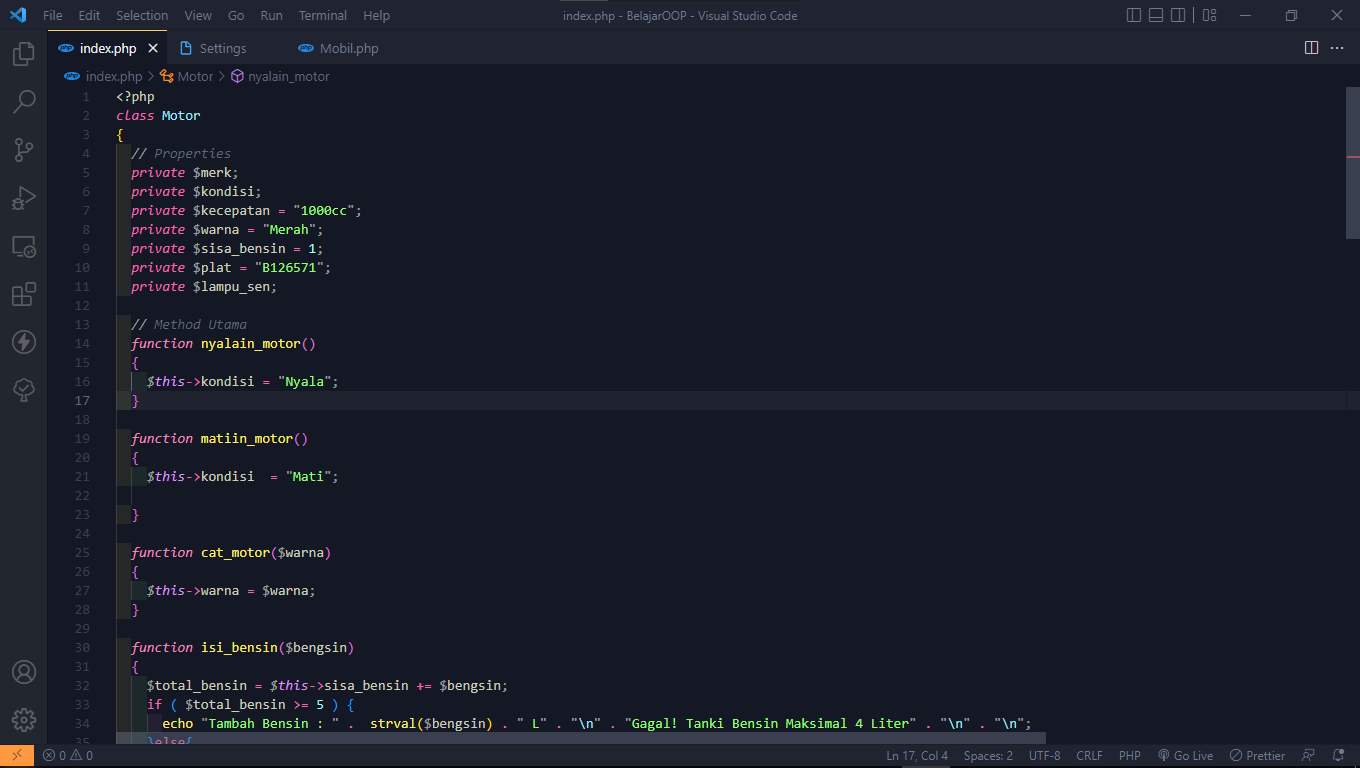 File Edit Selection View Go Run Terminal Help index.php - BelajarOOP - Visual Studio Code
index.php Settings Mobil.php
index.php > Motor > nyalain_motor
1 <?php
2 class Motor
3 {
4 // Properties
5 private $merk;
6 private $kondisi;
7 private $kecepatan = "1000cc";
8 private $warna = "Merah";
9 private $sisa_bensin = 1;
10 private $plat = "B126571";
11 private $lampu_sen;
12
13 // Method Utama
14 function nyalain_motor()
15 {
16 $this->kondisi = "Nyala";
17 }
18
19 function matiin_motor()
20 {
21 $this->kondisi  = "Mati";
22
23 }
24
25 function cat_motor($warna)
26 {
27 $this->warna = $warna;
28 }
29
30 function isi_bensin($bengsin)
31 {
32 $total_bensin = $this->sisa_bensin += $bengsin;
33 if ( $total_bensin >= 5 ) {
34 echo "Tambah Bensin : " .  strval($bengsin) . " L" . "\n" . "Gagal! Tanki Bensin Maksimal 4 Liter" . "\n" . "\n";
35 }else{
0 0 Ln 17, Col 4 Spaces: 2 UTF-8 CRLF PHP Go Live Prettier